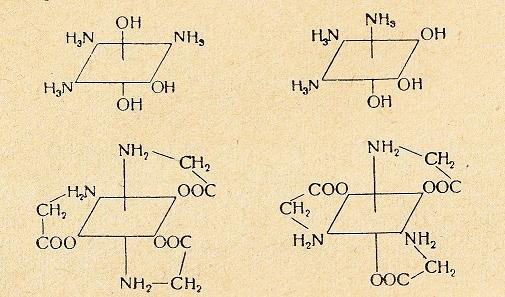 OH
NH₃
H₃N
NH₃
H₃N
OH
H₃N
OH
H₃N
OH
OH
OH
NH₂
NH₂
CH₂
CH₂
H₂N
OOC
COO
OOC
CH₂
CH₂
COO
OOC
H₂N
NH₂
NH₂
CH₂
OOC
CH₂